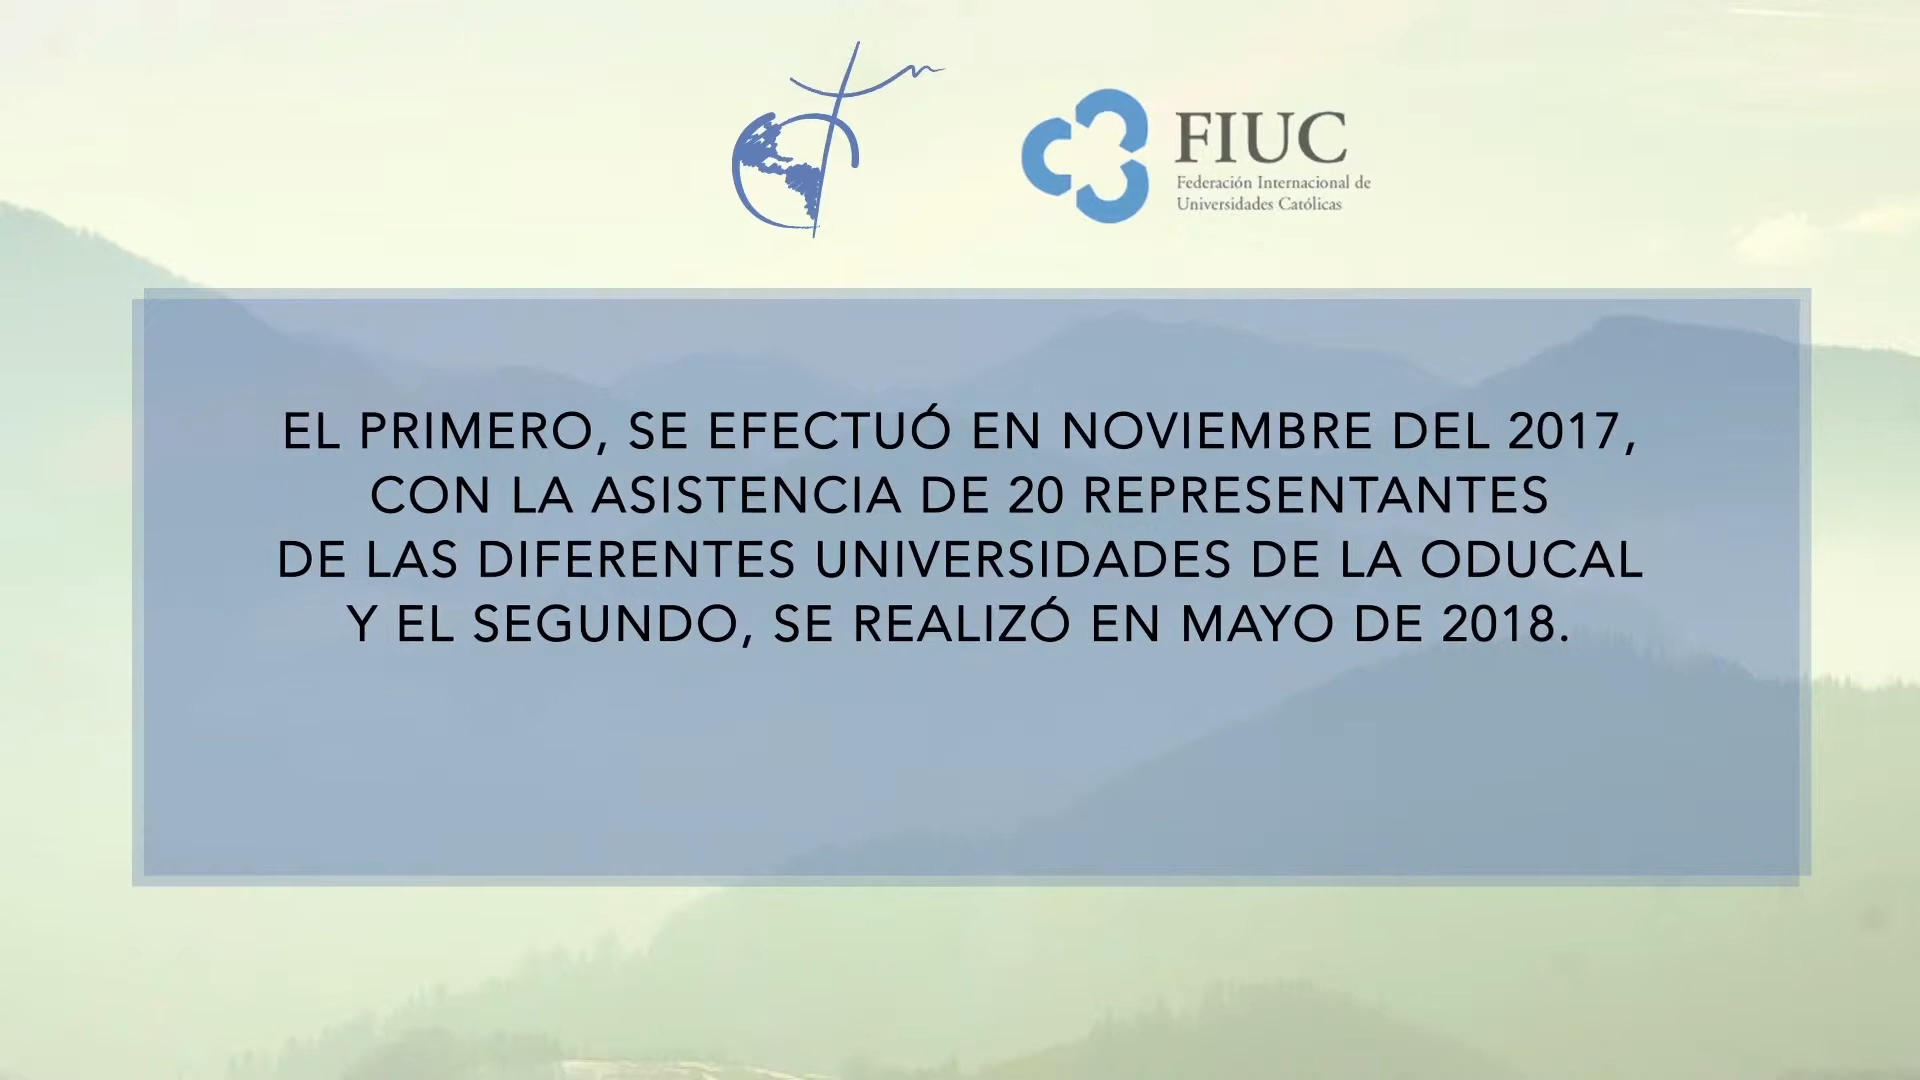 FIUC
Federación Internacional de
Universidades Católicas
EL PRIMERO, SE EFECTUÓ EN NOVIEMBRE DEL 2017,
CON LA ASISTENCIA DE 20 REPRESENTANTES
DE LAS DIFERENTES UNIVERSIDADES DE LA ODUCAL
Y EL SEGUNDO, SE REALIZÓ EN MAYO DE 2018.